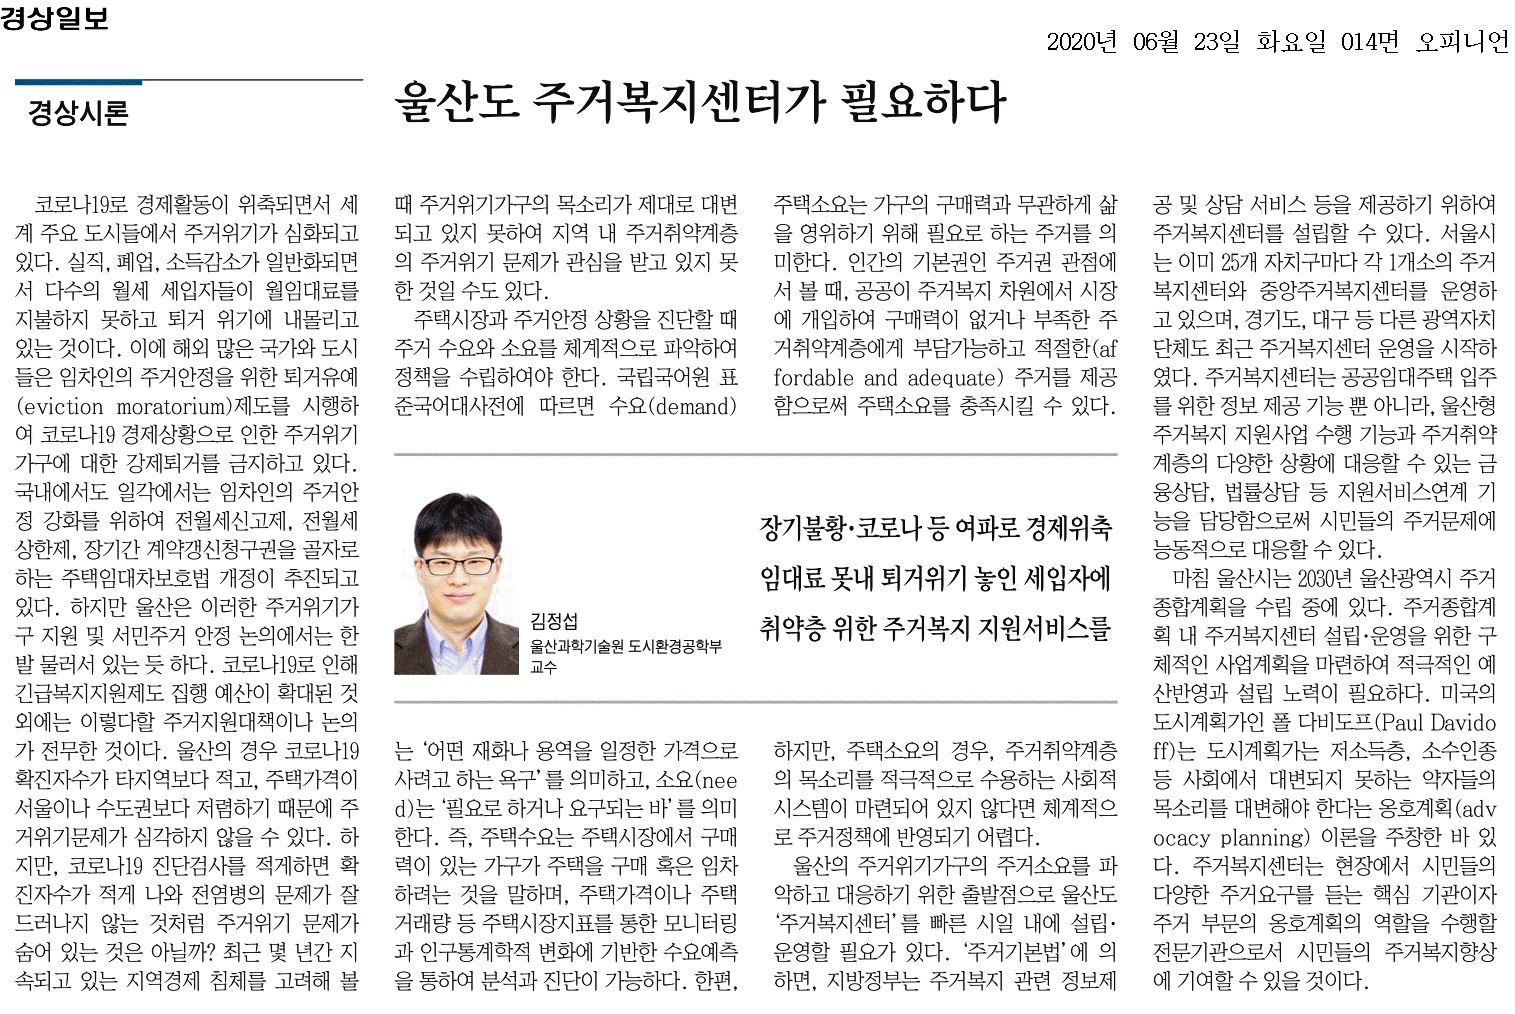 경상일보
2020년 06월 23일 화요일 014면 오피니언
경상시론
울산도 주거복지센터가 필요하다
코로나19로 경제활동이 위축되면서 세
계 주요 도시들에서 주거위기가 심화되고
있다. 실직, 폐업, 소득감소가 일반화되면
서 다수의 월세 세입자들이 월임대료를
지불하지 못하고 퇴거 위기에 내몰리고
있는 것이다. 이에 해외 많은 국가와 도시
들은 임차인의 주거안정을 위한 퇴거유예
(eviction moratorium)제도를 시행하
여 코로나19 경제상황으로 인한 주거위기
가구에 대한 강제퇴거를 금지하고 있다.
국내에서도 일각에서는 임차인의 주거안
정 강화를 위하여 전월세신고제, 전월세
상한제, 장기간 계약갱신청구권을 골자로
하는 주택임대차보호법 개정이 추진되고
있다. 하지만 울산은 이러한 주거위기가
구 지원 및 서민주거 안정 논의에서는 한
발 물러서 있는 듯 하다. 코로나19로 인해
긴급복지지원제도 집행 예산이 확대된 것
외에는 이렇다할 주거지원대책이나 논의
가 전무한 것이다. 울산의 경우 코로나19
확진자수가 타지역보다 적고, 주택가격이
서울이나 수도권보다 저렴하기 때문에 주
거위기문제가 심각하지 않을 수 있다. 하
지만, 코로나19 진단검사를 적게하면 확
진자수가 적게 나와 전염병의 문제가 잘
드러나지 않는 것처럼 주거위기 문제가
숨어 있는 것은 아닐까? 최근 몇 년간 지
속되고 있는 지역경제 침체를 고려해 볼
때 주거위기가구의 목소리가 제대로 대변
되고 있지 못하여 지역 내 주거취약계층
의 주거위기 문제가 관심을 받고 있지 못
한 것일 수도 있다.
주택시장과 주거안정 상황을 진단할 때
주거 수요와 소요를 체계적으로 파악하여
정책을 수립하여야 한다. 국립국어원 표
준국어대사전에 따르면 수요(demand)
는 ‘어떤 재화나 용역을 일정한 가격으로
사려고 하는 욕구’를 의미하고, 소요(nee
d)는 ‘필요로 하거나 요구되는 바’를 의미
한다. 즉, 주택수요는 주택시장에서 구매
력이 있는 가구가 주택을 구매 혹은 임차
하려는 것을 말하며, 주택가격이나 주택
거래량 등 주택시장지표를 통한 모니터링
과 인구통계학적 변화에 기반한 수요예측
을 통하여 분석과 진단이 가능하다. 한편,
주택소요는 가구의 구매력과 무관하게 삶
을 영위하기 위해 필요로 하는 주거를 의
미한다. 인간의 기본권인 주거권 관점에
서 볼 때, 공공이 주거복지 차원에서 시장
에 개입하여 구매력이 없거나 부족한 주
거취약계층에게 부담가능하고 적절한(af
fordable and adequate) 주거를 제공
함으로써 주택소요를 충족시킬 수 있다.
하지만, 주택소요의 경우, 주거취약계층
의 목소리를 적극적으로 수용하는 사회적
시스템이 마련되어 있지 않다면 체계적으
로 주거정책에 반영되기 어렵다.
울산의 주거위기가구의 주거소요를 파
악하고 대응하기 위한 출발점으로 울산도
‘주거복지센터’를 빠른 시일 내에 설립·
운영할 필요가 있다. ‘주거기본법’에 의
하면, 지방정부는 주거복지 관련 정보제
공 및 상담 서비스 등을 제공하기 위하여
주거복지센터를 설립할 수 있다. 서울시
는 이미 25개 자치구마다 각 1개소의 주거
복지센터와 중앙주거복지센터를 운영하
고 있으며, 경기도, 대구 등 다른 광역자치
단체도 최근 주거복지센터 운영을 시작하
였다. 주거복지센터는 공공임대주택 입주
를 위한 정보 제공 기능 뿐 아니라, 울산형
주거복지 지원사업 수행 기능과 주거취약
계층의 다양한 상황에 대응할 수 있는 금
융상담, 법률상담 등 지원서비스연계 기
능을 담당함으로써 시민들의 주거문제에
능동적으로 대응할 수 있다.
마침 울산시는 2030년 울산광역시 주거
종합계획을 수립 중에 있다. 주거종합계
획 내 주거복지센터 설립·운영을 위한 구
체적인 사업계획을 마련하여 적극적인 예
산반영과 설립 노력이 필요하다. 미국의
도시계획가인 폴 다비도프(Paul Davido
ff)는 도시계획가는 저소득층, 소수인종
등 사회에서 대변되지 못하는 약자들의
목소리를 대변해야 한다는 옹호계획(adv
ocacy planning) 이론을 주창한 바 있
다. 주거복지센터는 현장에서 시민들의
다양한 주거요구를 듣는 핵심 기관이자
주거 부문의 옹호계획의 역할을 수행할
전문기관으로서 시민들의 주거복지향상
에 기여할 수 있을 것이다.
김정섭
울산과학기술원 도시환경공학부
교수
장기불황·코로나 등 여파로 경제위축
임대료 못내 퇴거위기 놓인 세입자에
취약층 위한 주거복지 지원서비스를